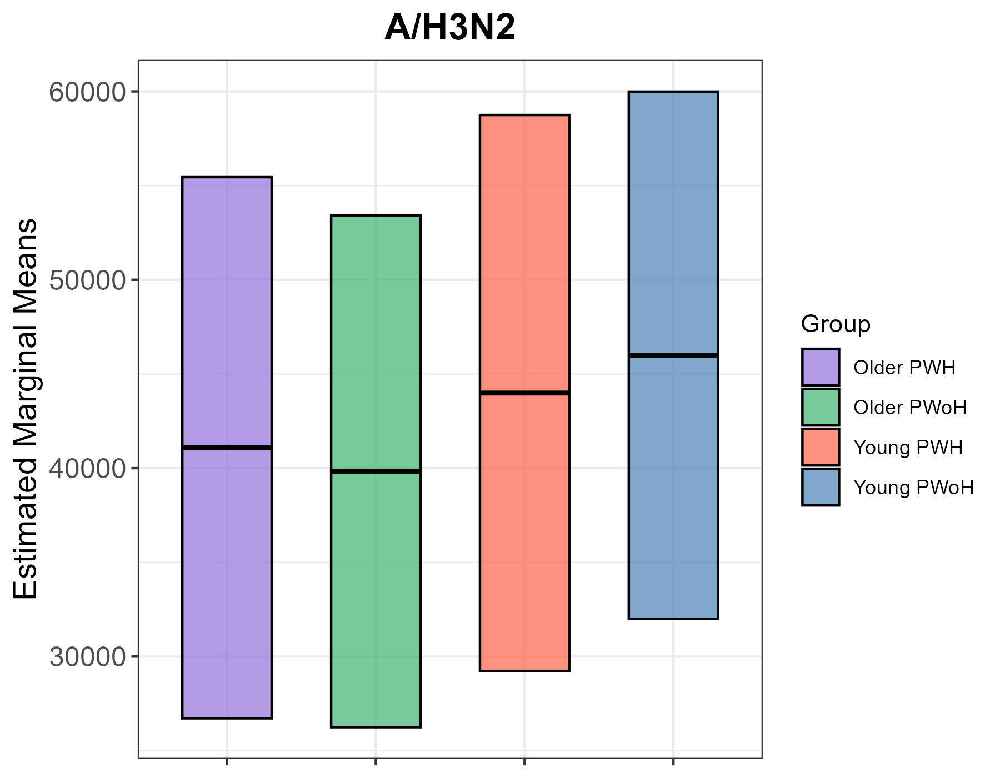 A/H3N2
Estimated Marginal Means
60000
50000
40000
30000
Group
Older PWH
Older PWoH
Young PWH
Young PWoH